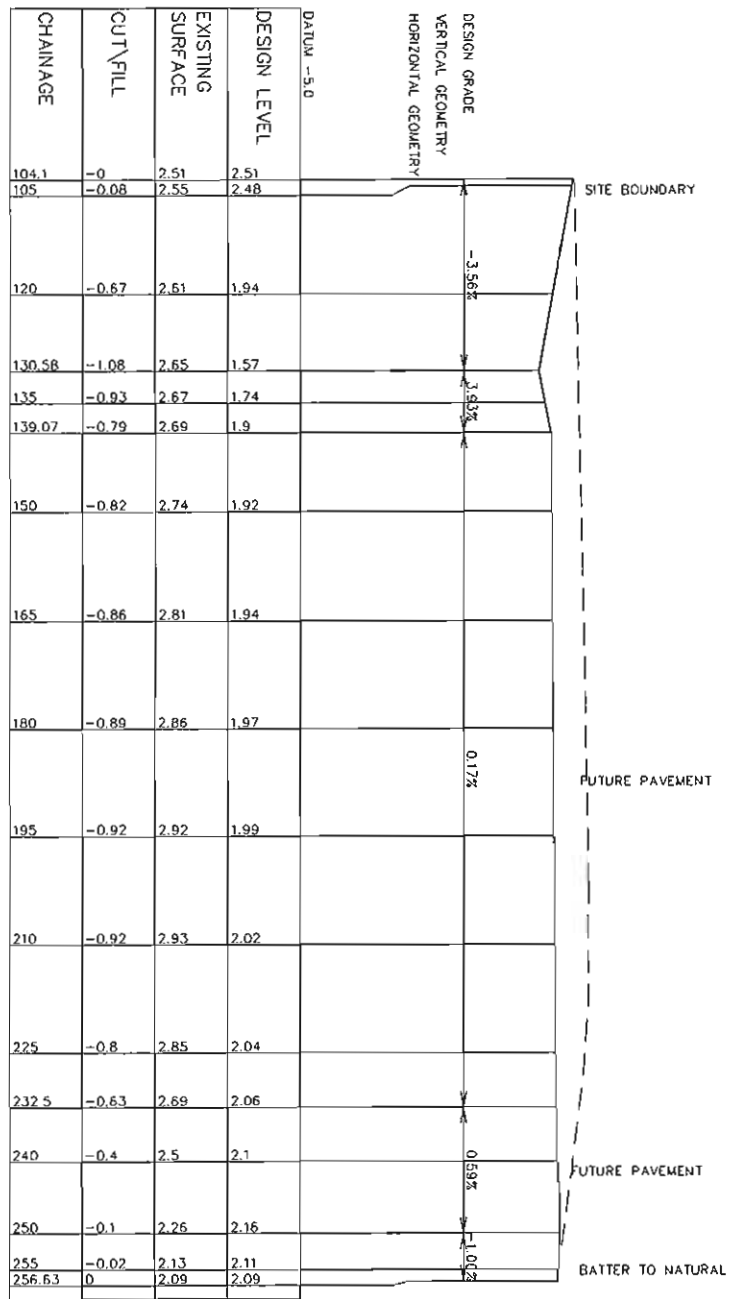 DESIGN GRADE
VERTICAL GEOMETRY
HORIZONTAL GEOMETRY
DATUM -5.0
DESIGN LEVEL
EXISTING
SURFACE
CUT\FILL
CHAINAGE
104.1 -0 2.51 2.51
105 -0.08 2.55 2.48
SITE BOUNDARY
-3.56%
120 -0.67 2.61 1.94
130.58 -1.08 2.65 1.57
3.93%
135 -0.93 2.67 1.74
139.07 -0.79 2.69 1.9
150 -0.82 2.74 1.92
165 -0.86 2.81 1.94
180 -0.89 2.86 1.97
0.17%
FUTURE PAVEMENT
195 -0.92 2.92 1.99
210 -0.92 2.93 2.02
225 -0.8 2.85 2.04
232.5 -0.63 2.69 2.06
240 -0.4 2.5 2.1
0.59%
FUTURE PAVEMENT
250 -0.1 2.26 2.16
-1.00%
255 -0.02 2.13 2.11
BATTER TO NATURAL
256.63 0 2.09 2.09